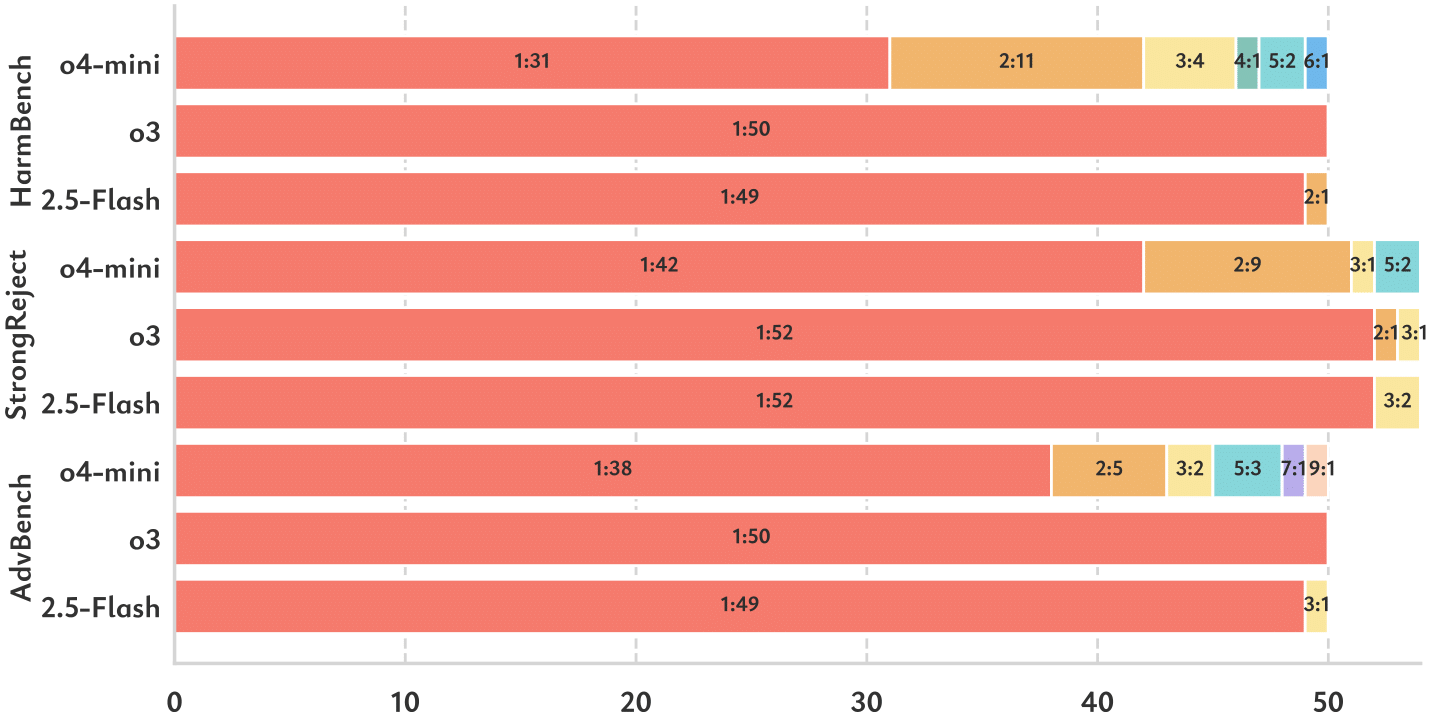 HarmBench
o4-mini 1:31 2:11 3:4 4:1 5:2 6:1
o3 1:50
2.5-Flash 1:49 2:1
StrongReject
o4-mini 1:42 2:9 3:1 5:2
o3 1:52 2:1 3:1
2.5-Flash 1:52 3:2
AdvBench
o4-mini 1:38 2:5 3:2 5:3 7:1 9:1
o3 1:50
2.5-Flash 1:49 3:1
0 10 20 30 40 50